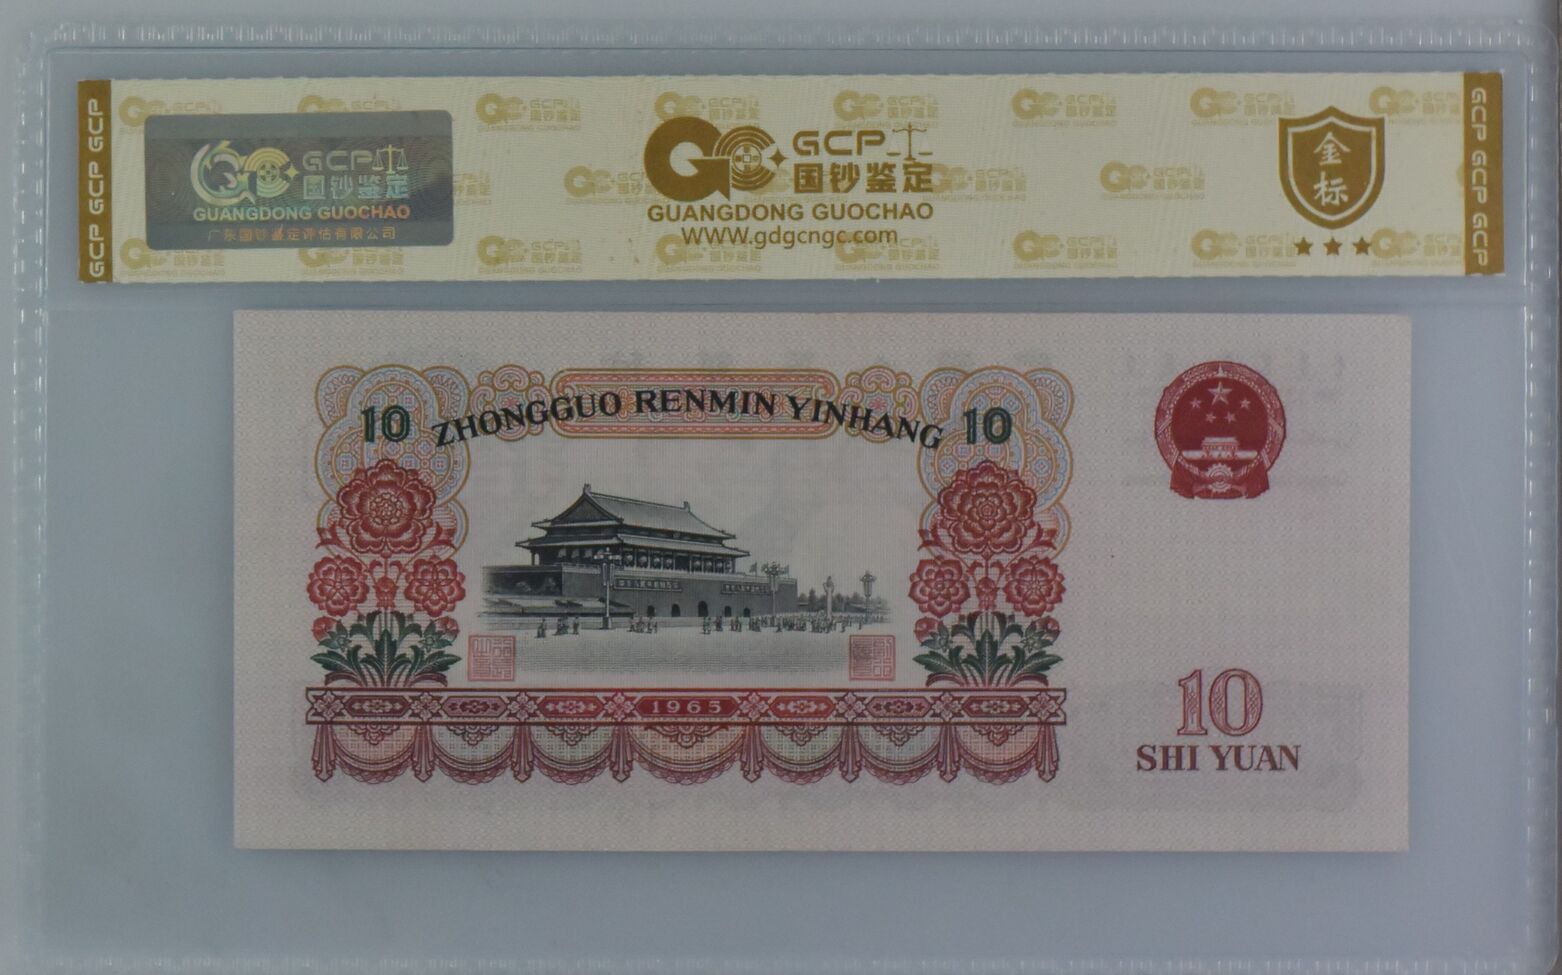 GCP GCP GCP
GCP 国钞鉴定
GUANGDONG GUOCHAO
广东国钞鉴定评估有限公司
GCP 国钞鉴定
GUANGDONG GUOCHAO
WWW.gdgcngc.com
金标
GCP GCP GCP
10 ZHONGGUO RENMIN YINHANG 10
1965
10
SHI YUAN